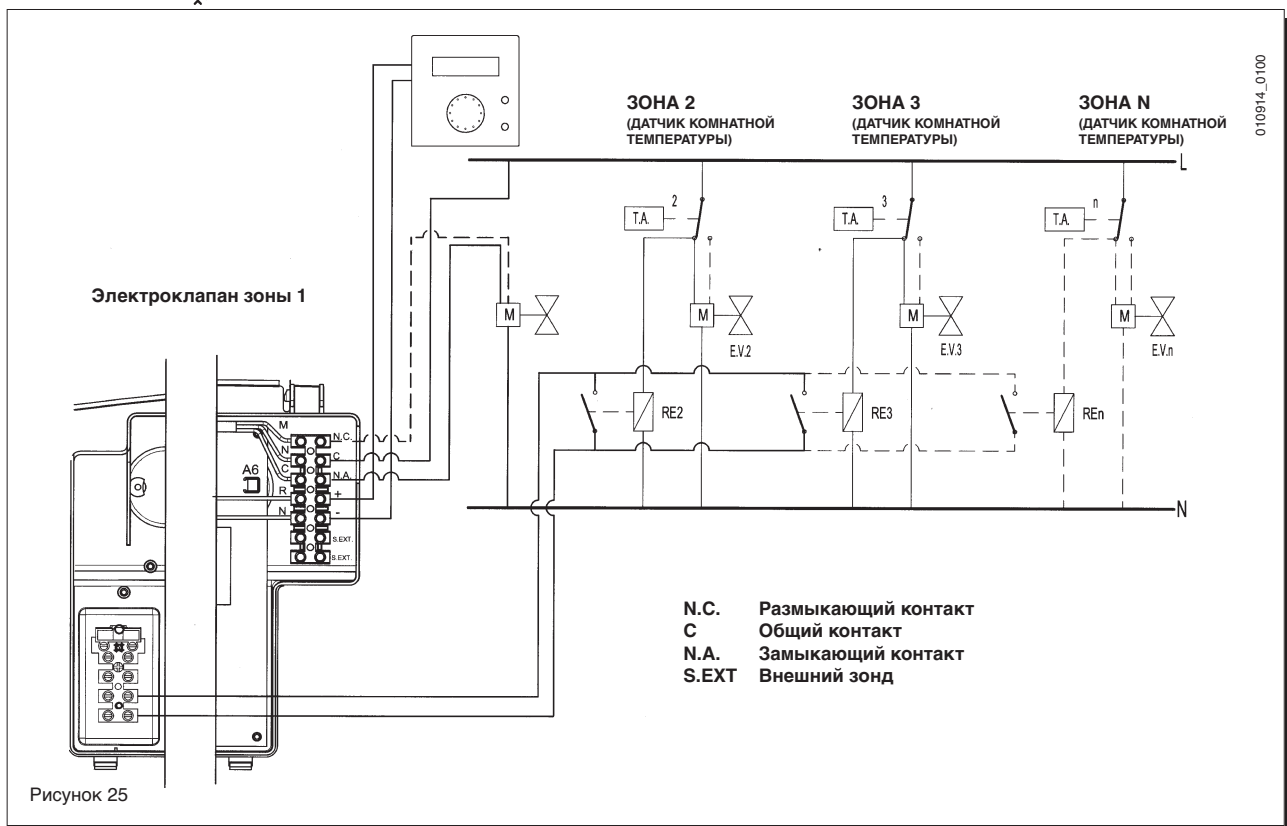 010914_0100
ЗОНА 2
(ДАТЧИК КОМНАТНОЙ
ТЕМПЕРАТУРЫ)
ЗОНА 3
(ДАТЧИК КОМНАТНОЙ
ТЕМПЕРАТУРЫ)
ЗОНА N
(ДАТЧИК КОМНАТНОЙ
ТЕМПЕРАТУРЫ)
L
2
T.A.
3
T.A.
n
T.A.
Электроклапан зоны 1
M
M
M
M
E.V.2
E.V.3
E.V.n
RE2
RE3
REn
M
N
C
R
N
A6
N.C.
C
N.A.
+
-
S.EXT.
S.EXT.
N
N.C. Размыкающий контакт
C Общий контакт
N.A. Замыкающий контакт
S.EXT Внешний зонд
Рисунок 25